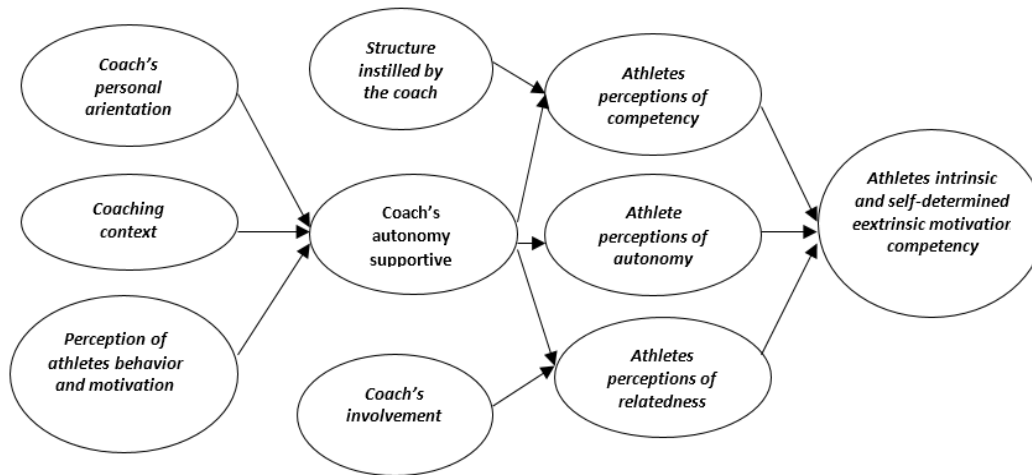 Coach's
personal
arientation
Coaching
context
Perception of
athletes behavior
and motivation
Structure
instilled by
the coach
Coach's
autonomy
supportive
Coach's
involvement
Athletes
perceptions of
competency
Athlete
perceptions of
autonomy
Athletes
perceptions of
relatedness
Athletes intrinsic
and self-determined
eextrinsic motivation
competency